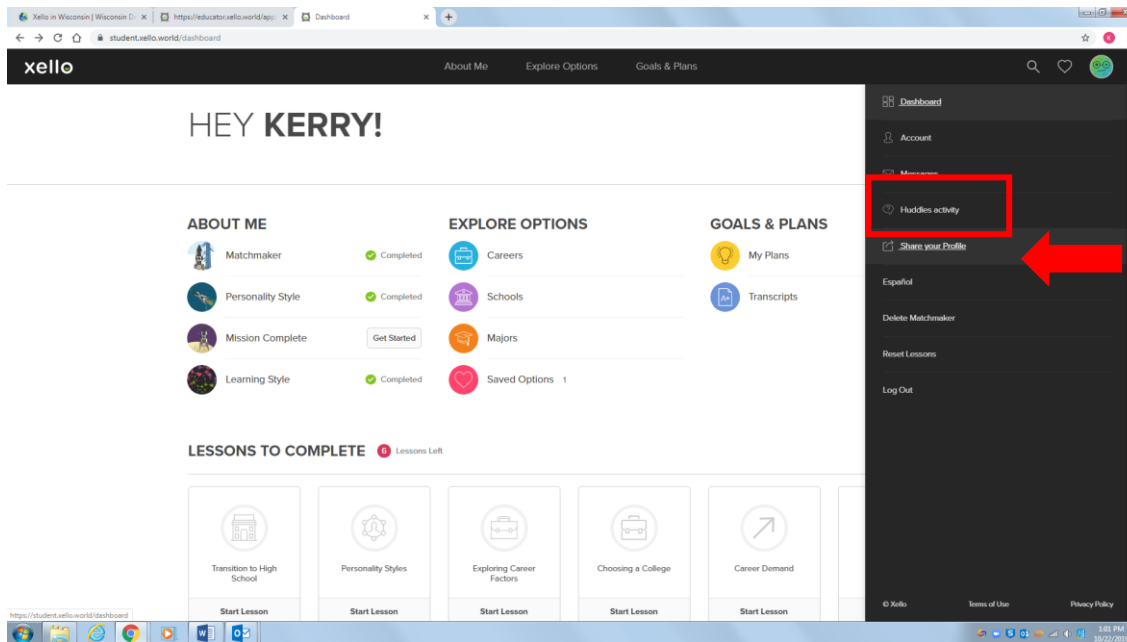 Xello in Wisconsin | Wisconsin D
https://educator.xello.world/app
Dashboard
student.xello.world/dashboard
K
xello
About Me
Explore Options
Goals & Plans
HEY KERRY!
ABOUT ME
Matchmaker
Completed
Personality Style
Completed
Mission Complete
Get Started
Learning Style
Completed
EXPLORE OPTIONS
Careers
Schools
Majors
Saved Options 1
GOALS & PLANS
My Plans
A+
Transcripts
LESSONS TO COMPLETE 6 Lessons Left
Transition to High
School
Start Lesson
Personality Styles
Start Lesson
Exploring Career
Factors
Start Lesson
Choosing a College
Start Lesson
Career Demand
Start Lesson
Dashboard
Account
Messages
Huddles activity
Share your Profile
Español
Delete Matchmaker
Reset Lessons
Log Out
© Xello
Terms of Use
Privacy Policy
https://student.xello.world/dashboard
1:01 PM